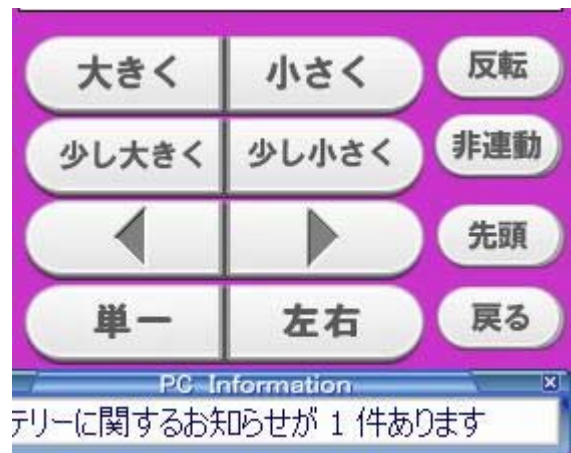 大きく 小さく 反転
少し大きく 少し小さく 非連動
先頭
単一 左右 戻る
PC Information
テリーに関するお知らせが 1 件あります